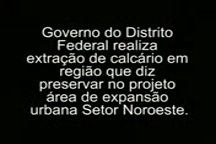 Governo do Distrito
Federal realiza
extração de calcário em
região que diz
preservar no projeto
área de expansão
urbana Setor Noroeste.